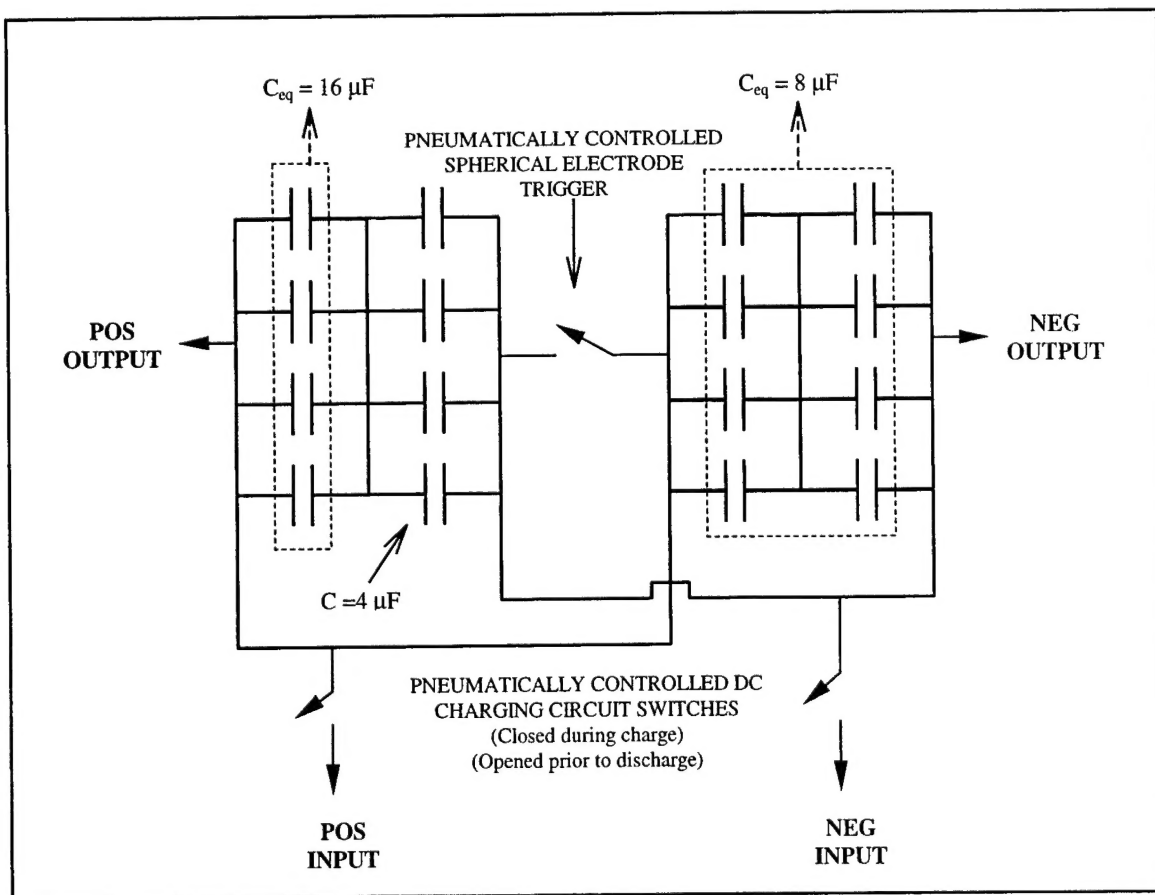 C_eq = 16 µF
C_eq = 8 µF
PNEUMATICALLY CONTROLLED
SPHERICAL ELECTRODE
TRIGGER
POS
OUTPUT
NEG
OUTPUT
C =4 µF
PNEUMATICALLY CONTROLLED DC
CHARGING CIRCUIT SWITCHES
(Closed during charge)
(Opened prior to discharge)
POS
INPUT
NEG
INPUT